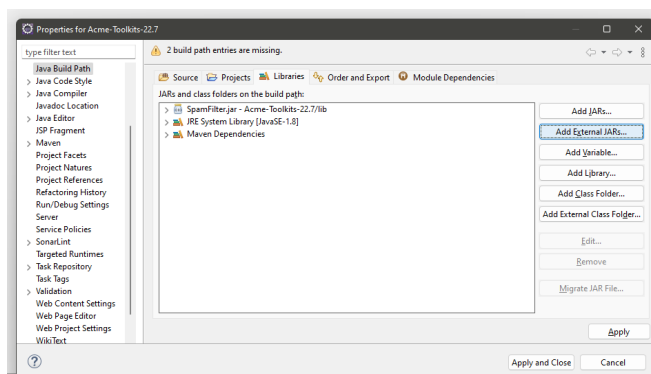 Properties for Acme-Toolkits-22.7
type filter text
2 build path entries are missing.
Java Build Path
Java Code Style
Java Compiler
Javadoc Location
Java Editor
JSP Fragment
Maven
Project Facets
Project Natures
Project References
Refactoring History
Run/Debug Settings
Server
Service Policies
SonarLint
Targeted Runtimes
Task Repository
Task Tags
Validation
Web Content Settings
Web Page Editor
Web Project Settings
WikiText
Source Projects Libraries Order and Export Module Dependencies
JARs and class folders on the build path:
SpamFilter.jar - Acme-Toolkits-22.7/lib
JRE System Library [JavaSE-1.8]
Maven Dependencies
Add JARs...
Add External JARs...
Add Variable...
Add Library...
Add Class Folder...
Add External Class Folder...
Edit...
Remove
Migrate JAR File...
Apply
Apply and Close Cancel